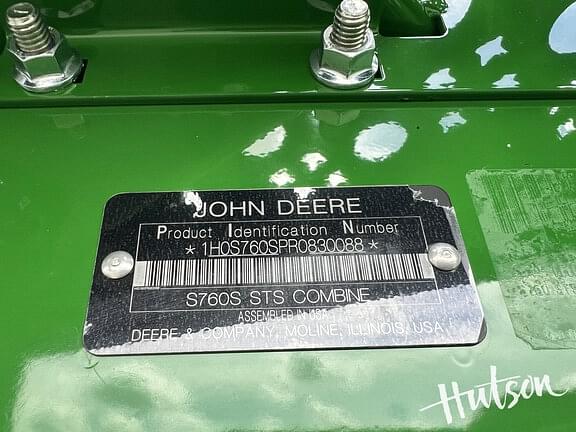 JOHN DEERE
Product Identification Number
*1H0S760SPR0830088*
S760S STS COMBINE
ASSEMBLED IN USA
DEERE & COMPANY, MOLINE, ILLINOIS, USA
Hutson